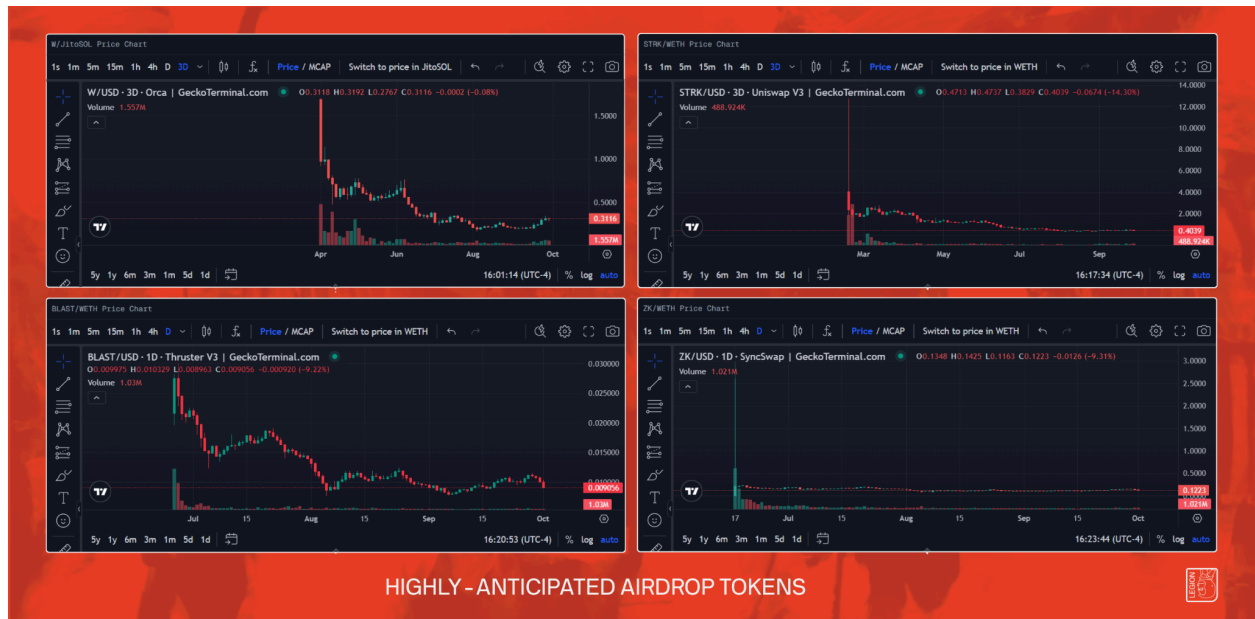 W/JitoSOL Price Chart
1s 1m 5m 15m 1h 4h D 3D Price / MCAP Switch to price in JitoSOL
W/USD · 3D · Orca | GeckoTerminal.com O0.3118 H0.3192 L0.2767 C0.3116 −0.0002 (−0.08%)
Volume 1.557M
1.5000
1.0000
0.5000
0.3116
1.557M
Apr Jun Aug Oct
5y 1y 6m 3m 1m 5d 1d 16:01:14 (UTC-4) % log auto
STRK/WETH Price Chart
1s 1m 5m 15m 1h 4h D 3D Price / MCAP Switch to price in WETH
STRK/USD · 3D · Uniswap V3 | GeckoTerminal.com O0.4713 H0.4737 L0.3829 C0.4039 −0.0674 (−14.30%)
Volume 488.924K
14.0000
12.0000
10.0000
8.0000
6.0000
4.0000
2.0000
0.4039
488.924K
Mar May Jul Sep
5y 1y 6m 3m 1m 5d 1d 16:17:34 (UTC-4) % log auto
BLAST/WETH Price Chart
1s 1m 5m 15m 1h 4h D Price / MCAP Switch to price in WETH
BLAST/USD · 1D · Thruster V3 | GeckoTerminal.com
O0.009975 H0.010329 L0.008963 C0.009056 −0.000920 (−9.22%)
Volume 1.03M
0.030000
0.025000
0.020000
0.015000
0.009056
1.03M
Jul 15 Aug 15 Sep 15 Oct
5y 1y 6m 3m 1m 5d 1d 16:20:53 (UTC-4) % log auto
ZK/WETH Price Chart
1s 1m 5m 15m 1h 4h D Price / MCAP Switch to price in WETH
ZK/USD · 1D · SyncSwap | GeckoTerminal.com O0.1348 H0.1425 L0.1163 C0.1223 −0.0126 (−9.31%)
Volume 1.021M
3.0000
2.5000
2.0000
1.5000
1.0000
0.5000
0.1223
1.021M
17 Jul 15 Aug 15 Sep 15 Oct
5y 1y 6m 3m 1m 5d 1d 16:23:44 (UTC-4) % log auto
HIGHLY-ANTICIPATED AIRDROP TOKENS
LEGION